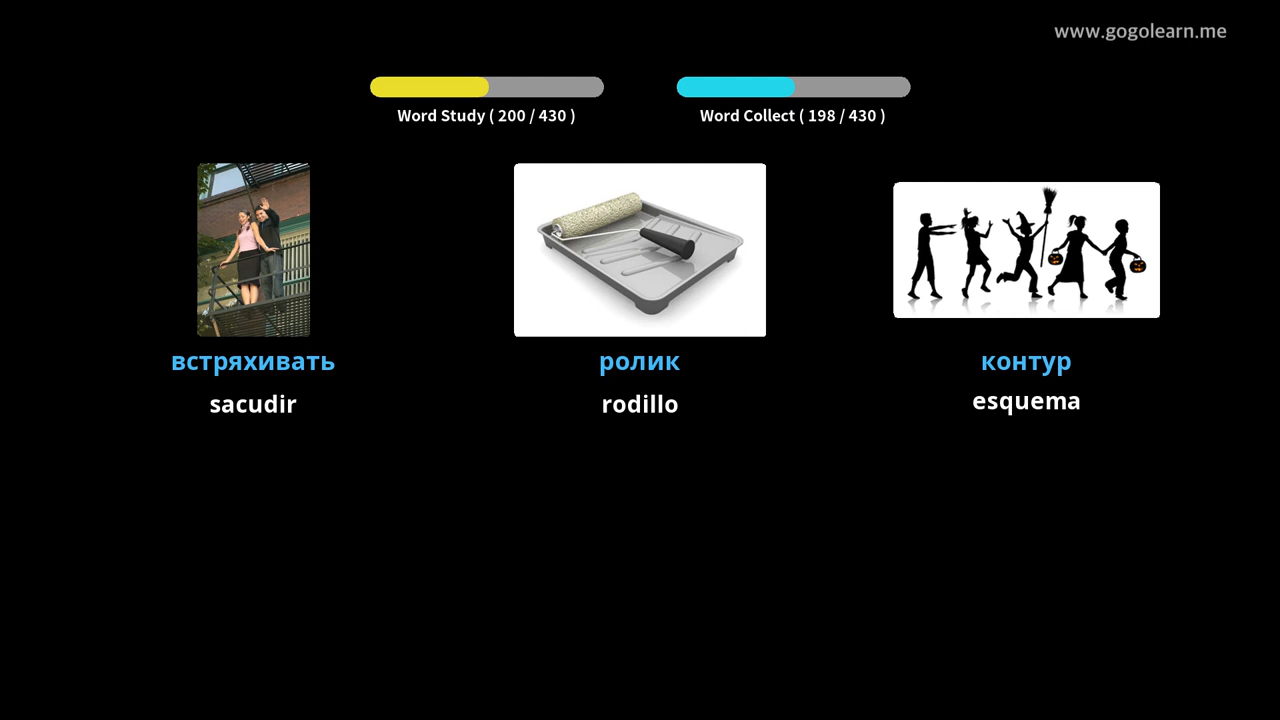 www.gogolearn.me
Word Study ( 200 / 430 )
Word Collect ( 198 / 430 )
встряхивать
ролик
контур
sacudir
rodillo
esquema